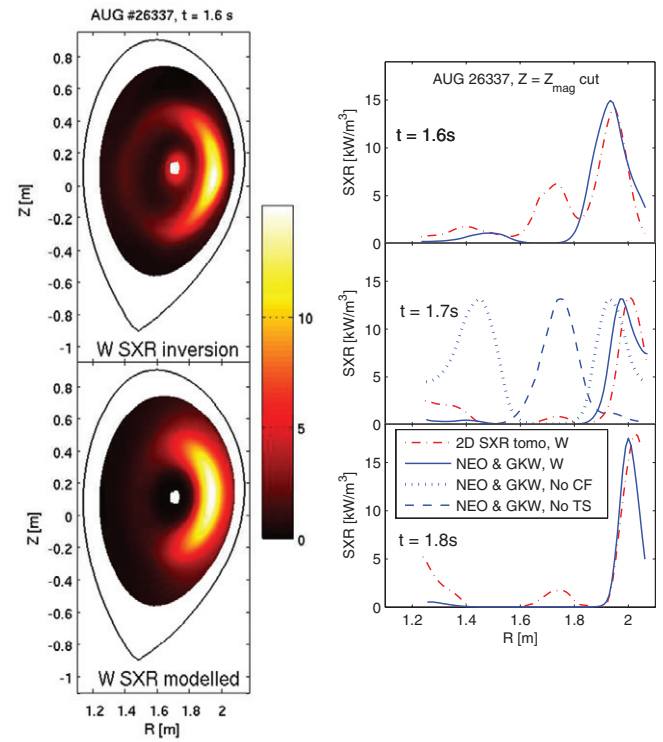 AUG #26337, t = 1.6 s
0.8
0.6
0.4
0.2
0
-0.2
-0.4
-0.6
-0.8
-1
Z [m]
W SXR inversion
10
5
0
0.8
0.6
0.4
0.2
0
-0.2
-0.4
-0.6
-0.8
-1
Z [m]
W SXR modelled
1.2 1.4 1.6 1.8 2
R [m]
AUG 26337, Z = Zmag cut
t = 1.6s
15
10
5
0
SXR [kW/m³]
t = 1.7s
15
10
5
0
SXR [kW/m³]
2D SXR tomo, W
NEO & GKW, W
NEO & GKW, No CF
NEO & GKW, No TS
t = 1.8s
15
10
5
0
SXR [kW/m³]
1.2 1.4 1.6 1.8 2
R [m]